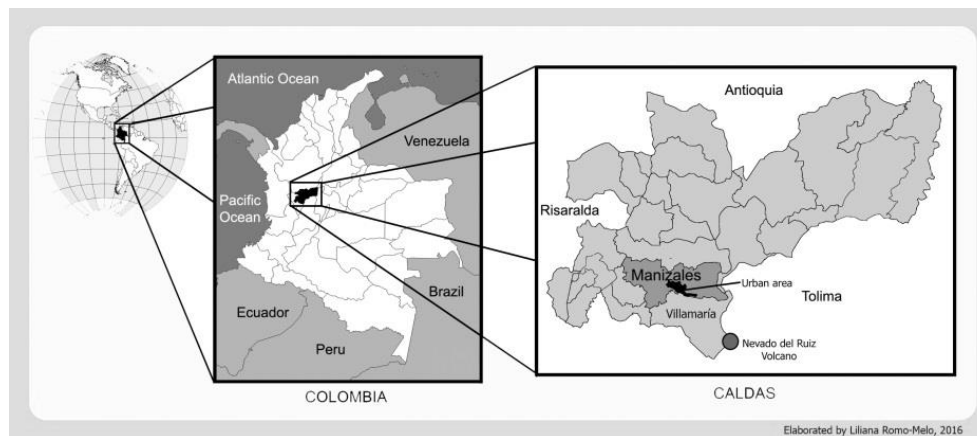 Atlantic Ocean
Venezuela
Pacific
Ocean
Brazil
Ecuador
Peru
COLOMBIA
Antioquia
Risaralda
Manizales
Urban area
Tolima
Villamaría
Nevado del Ruiz
Volcano
CALDAS
Elaborated by Liliana Romo-Melo, 2016